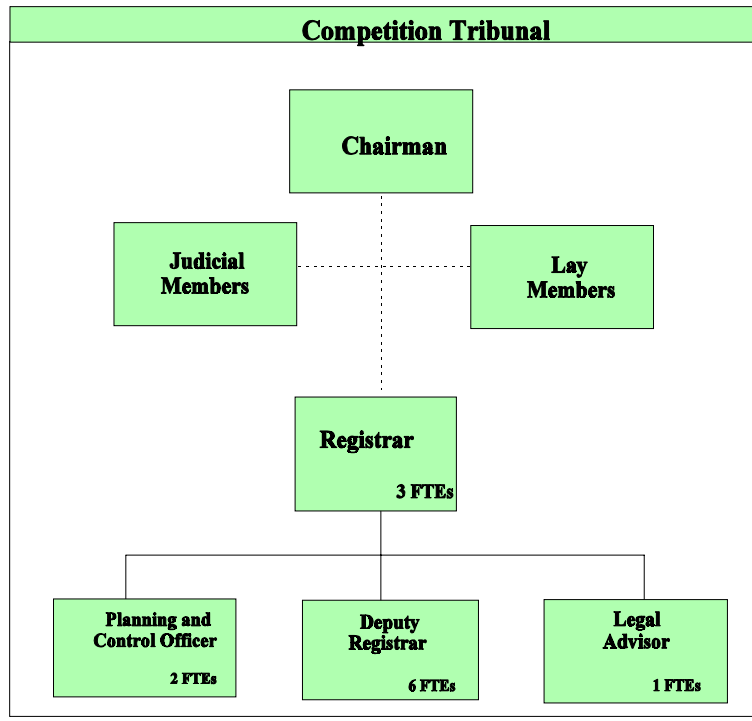 Competition Tribunal
Chairman
Judicial
Members
Lay
Members
Registrar
3 FTEs
Planning and
Control Officer
2 FTEs
Deputy
Registrar
6 FTEs
Legal
Advisor
1 FTEs